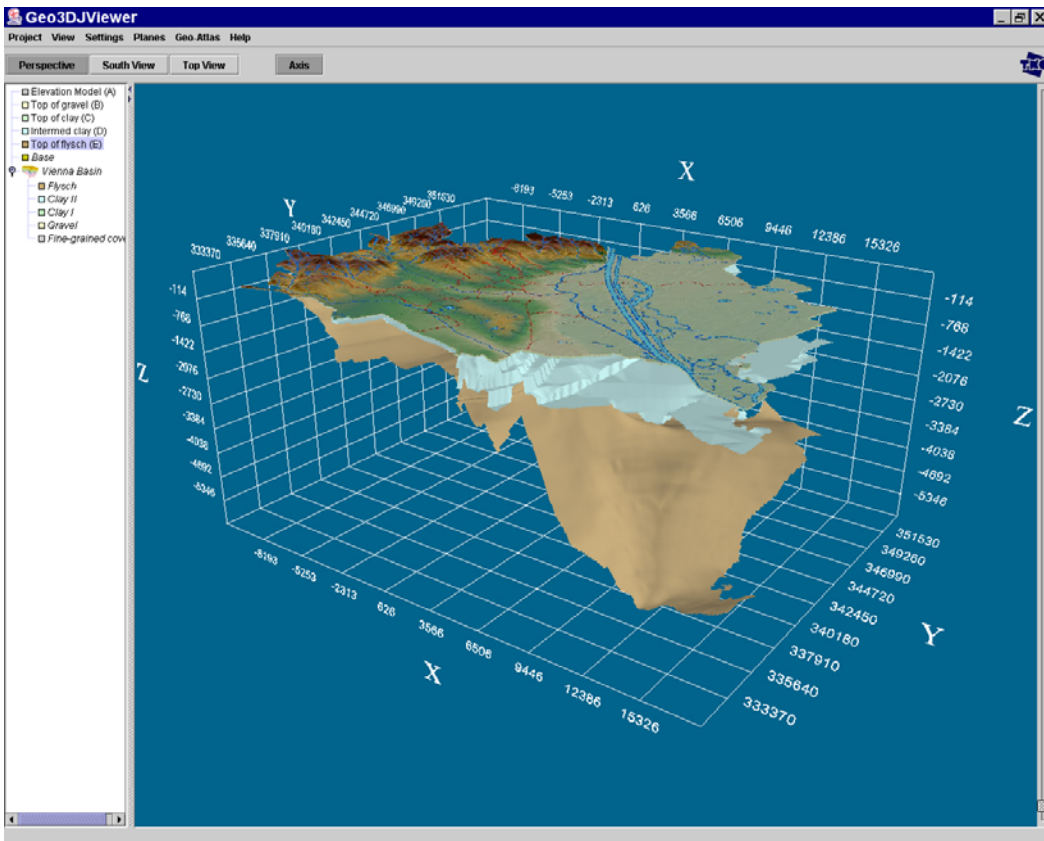 Geo3DJViewer
Project View Settings Planes Geo-Atlas Help
Perspective South View Top View Axis
TNO
Elevation Model (A)
Top of gravel (B)
Top of clay (C)
Intermed clay (D)
Top of flysch (E)
Base
Vienna Basin
Flysch
Clay II
Clay I
Gravel
Fine-grained cov
X
-8193 -5253 -2313 626 3566 6506 9446 12386 15326
Y
333370 335640 337910 340180 342450 344720 346990 349260 351530
-114
-768
-1422
-2076
-2730
-3384
-4038
-4692
-5346
Z
-114
-768
-1422
-2076
-2730
-3384
-4038
-4692
-5346
Z
-8193 -5253 -2313 626 3566 6506 9446 12386 15326
X
351530
349260
346990
344720
342450
340180
337910
335640
333370
Y